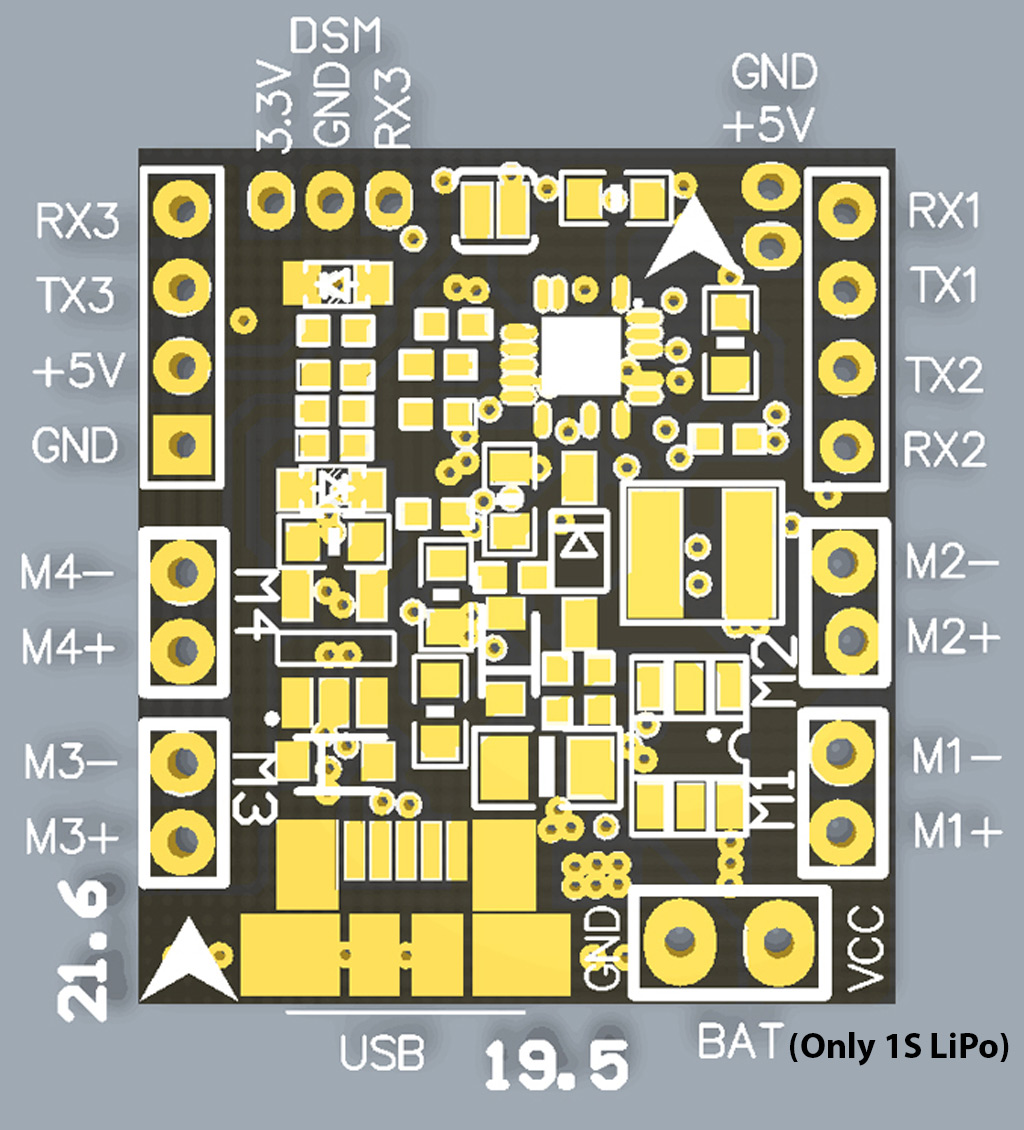 DSM
3.3V
GND
RX3
GND
+5V
RX3
TX3
+5V
GND
RX1
TX1
TX2
RX2
M4-
M4+
M4
M2-
M2+
M2
M3-
M3+
M3
M1-
M1+
M1
21.6
GND
VCC
USB
19.5
BAT (Only 1S LiPo)